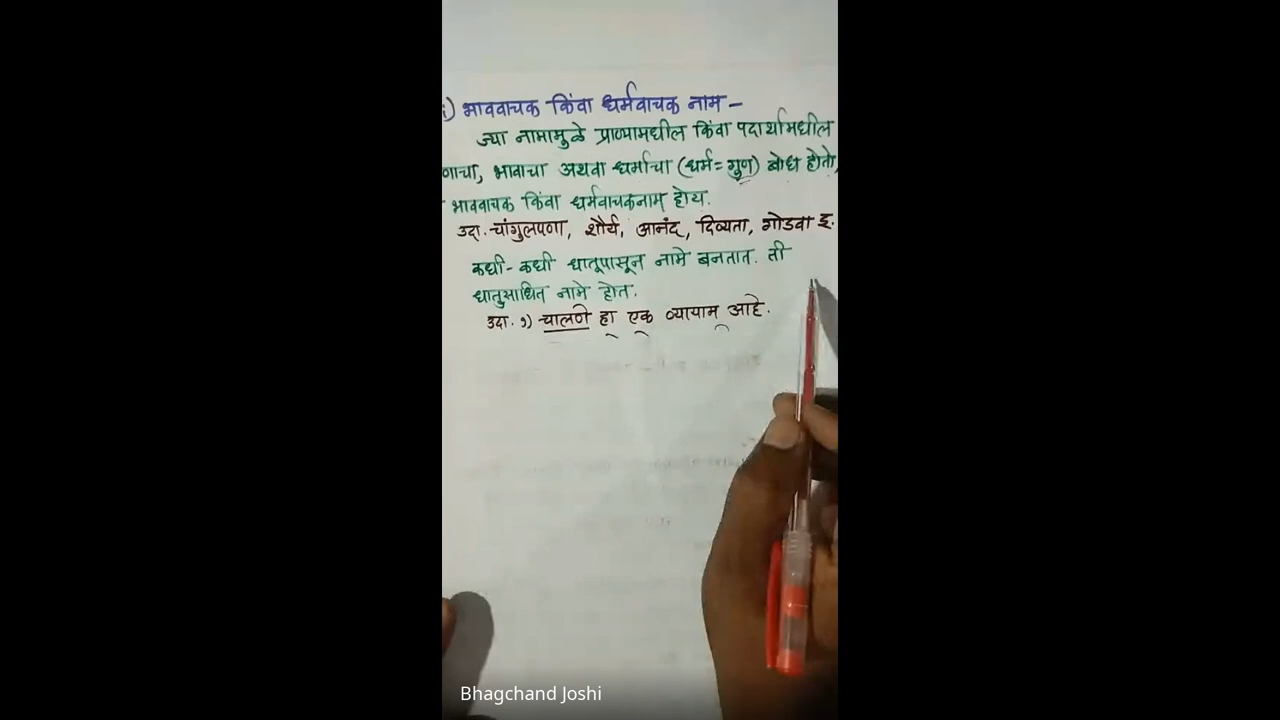 i) भाववाचक किंवा धर्मवाचक नाम -
ज्या नामामुळे प्राण्यामधील किंवा पदार्थामधील
णाचा, भावाचा अथवा धर्माचा (धर्म = गुण) बोध होतो,
भाववाचक किंवा धर्मवाचकनाम होय.
उदा. चांगुलपणा, शौर्य, आनंद, दिव्यता, गोडवा इ.
कधी - कधी धातूपासून नामे बनतात. ती
धातुसाधित नामे होत.
उदा. १) चालणे हा एक व्यायाम आहे.
Bhagchand Joshi